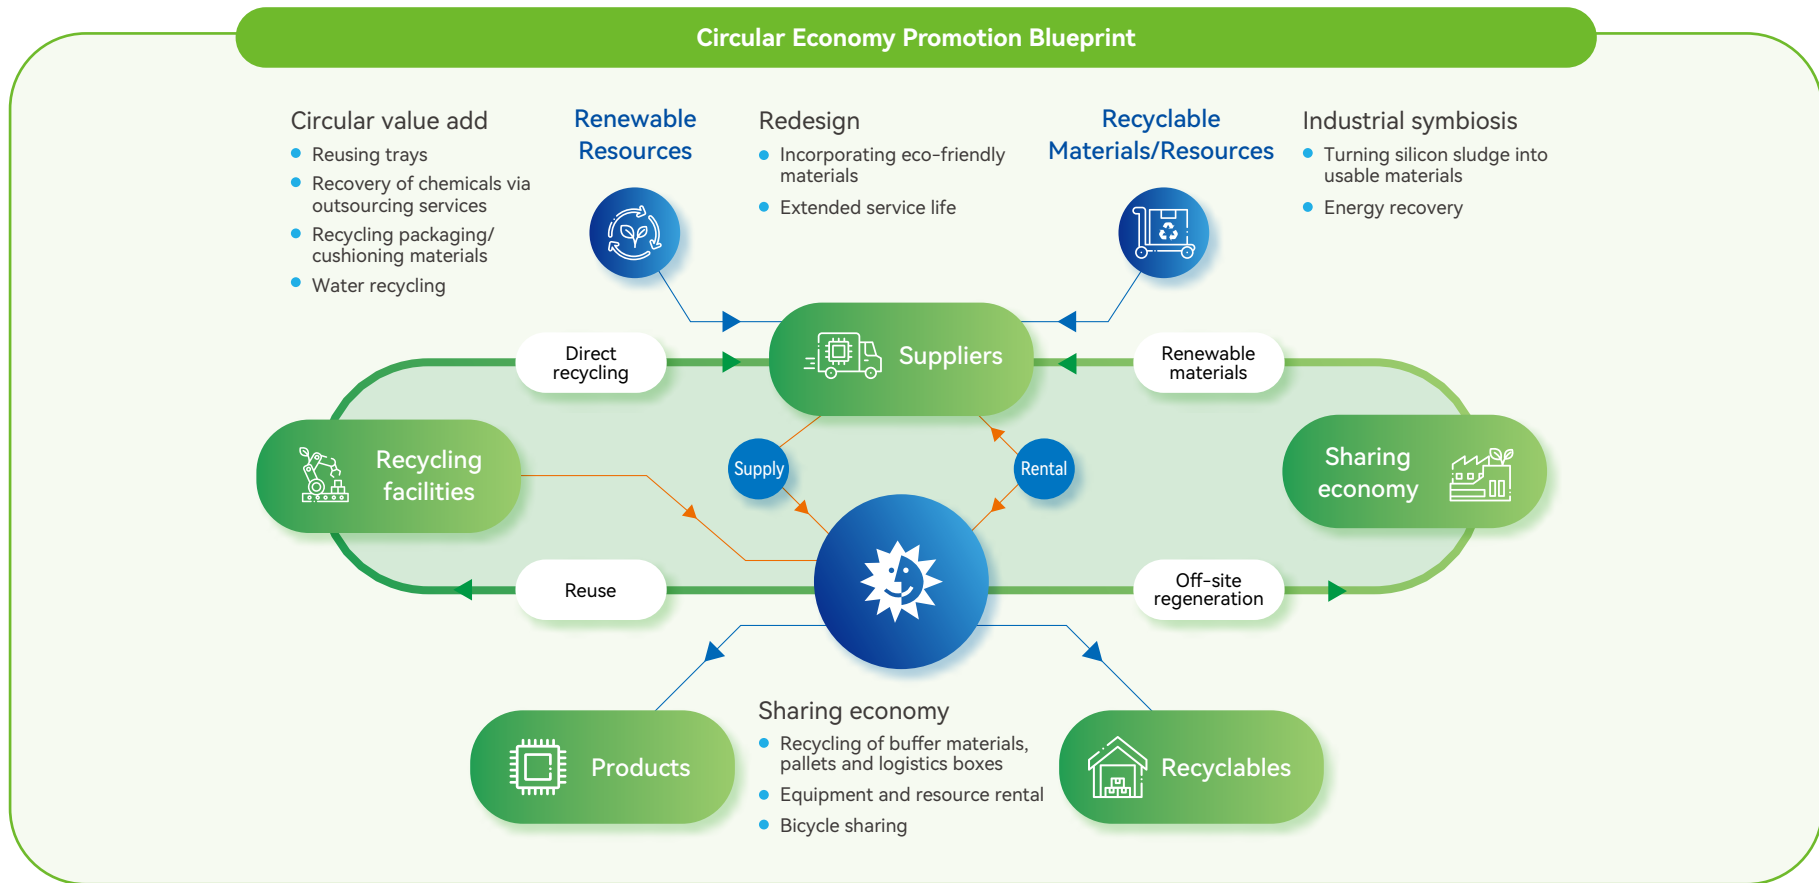 Circular Economy Promotion Blueprint
Circular value add
Reusing trays
Recovery of chemicals via
outsourcing services
Recycling packaging/
cushioning materials
Water recycling
Renewable
Resources
Redesign
Incorporating eco-friendly
materials
Extended service life
Recyclable
Materials/Resources
Industrial symbiosis
Turning silicon sludge into
usable materials
Energy recovery
Direct
recycling
Suppliers
Renewable
materials
Recycling
facilities
Supply
Rental
Sharing
economy
Reuse
Off-site
regeneration
Products
Sharing economy
Recycling of buffer materials,
pallets and logistics boxes
Equipment and resource rental
Bicycle sharing
Recyclables